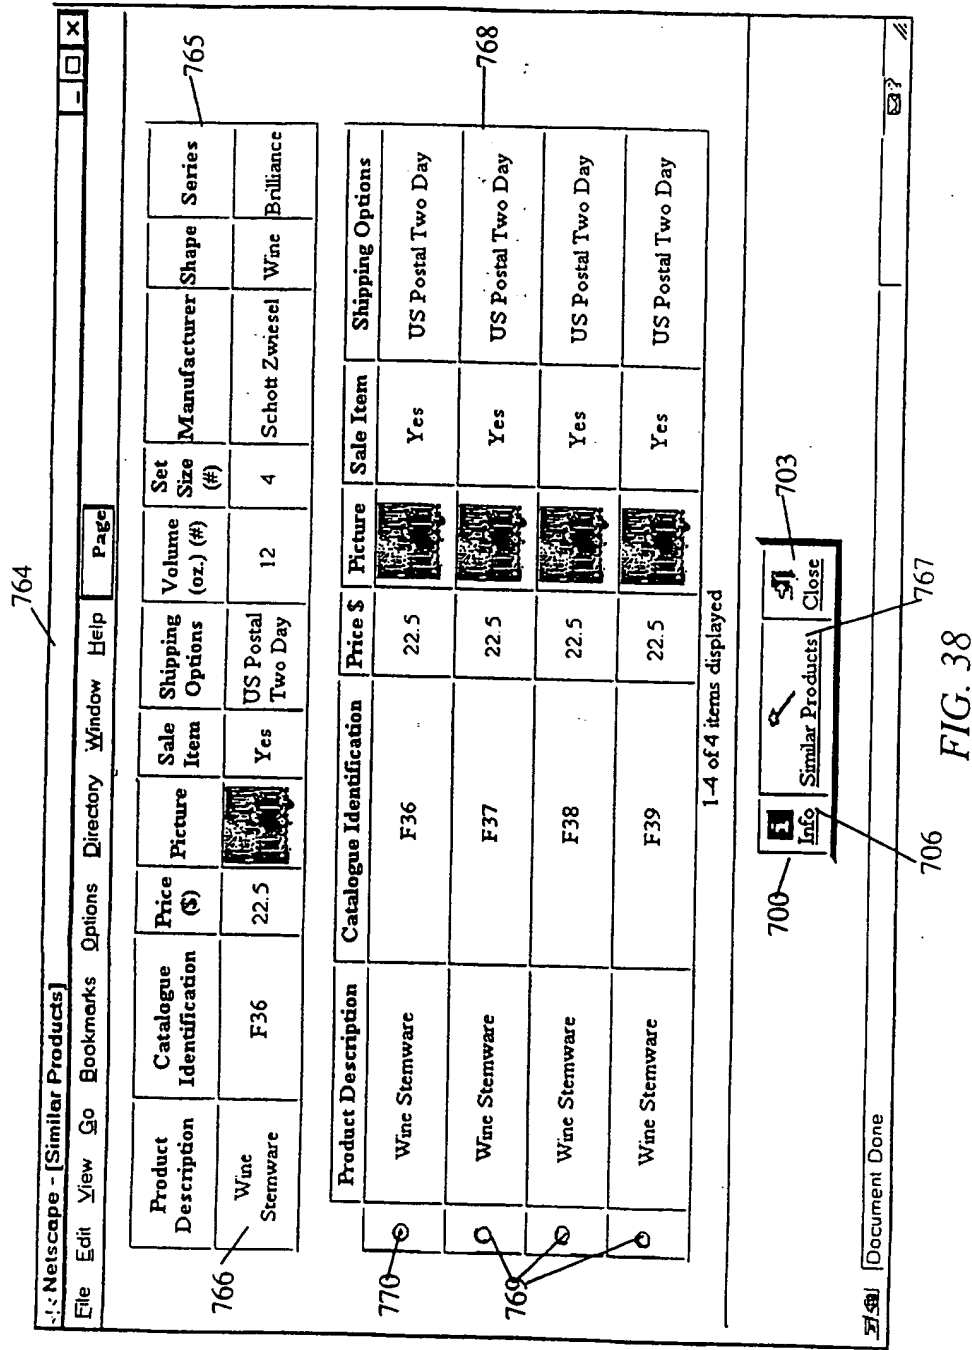 764
Netscape - [Similar Products]
File Edit View Go Bookmarks Options Directory Window Help Page
Product Description Catalogue Identification Price ($) Picture Sale Item Shipping Options Volume (oz.) (#) Set Size (#) Manufacturer Shape Series
765
766
Wine Stemware F36 22.5 Yes US Postal Two Day 12 4 Schott Zwiesel Wine Brilliance
Product Description Catalogue Identification Price $ Picture Sale Item Shipping Options
770
Wine Stemware F36 22.5 Yes US Postal Two Day
768
Wine Stemware F37 22.5 Yes US Postal Two Day
769
Wine Stemware F38 22.5 Yes US Postal Two Day
Wine Stemware F39 22.5 Yes US Postal Two Day
1-4 of 4 items displayed
700
Info Similar Products Close
703
706
767
Document Done
?
FIG. 38